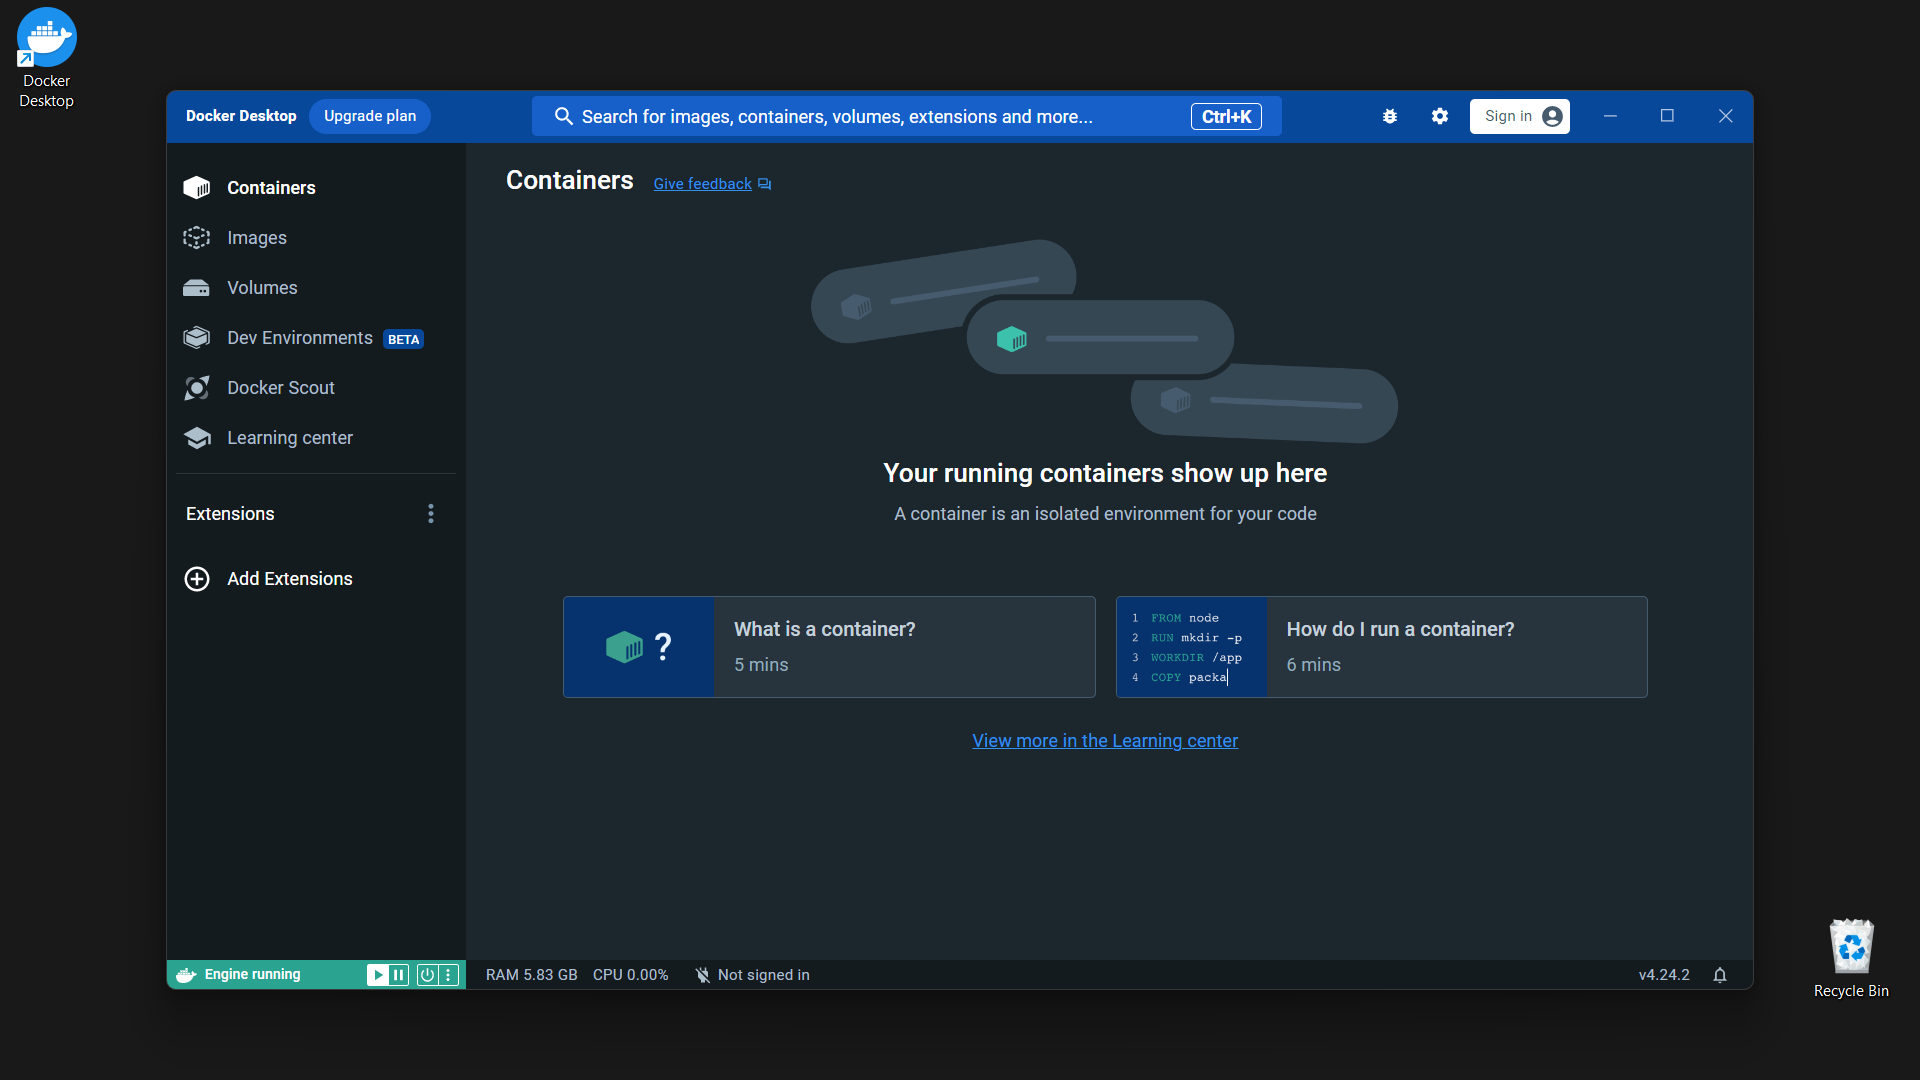 Docker
Desktop
Docker Desktop
Upgrade plan
Search for images, containers, volumes, extensions and more...
Ctrl+K
Sign in
Containers
Images
Volumes
Dev Environments BETA
Docker Scout
Learning center
Extensions
Add Extensions
Containers
Give feedback
Your running containers show up here
A container is an isolated environment for your code
?
What is a container?
5 mins
1 FROM node
2 RUN mkdir -p
3 WORKDIR /app
4 COPY packa
How do I run a container?
6 mins
View more in the Learning center
Engine running
RAM 5.83 GB CPU 0.00% Not signed in
v4.24.2
Recycle Bin